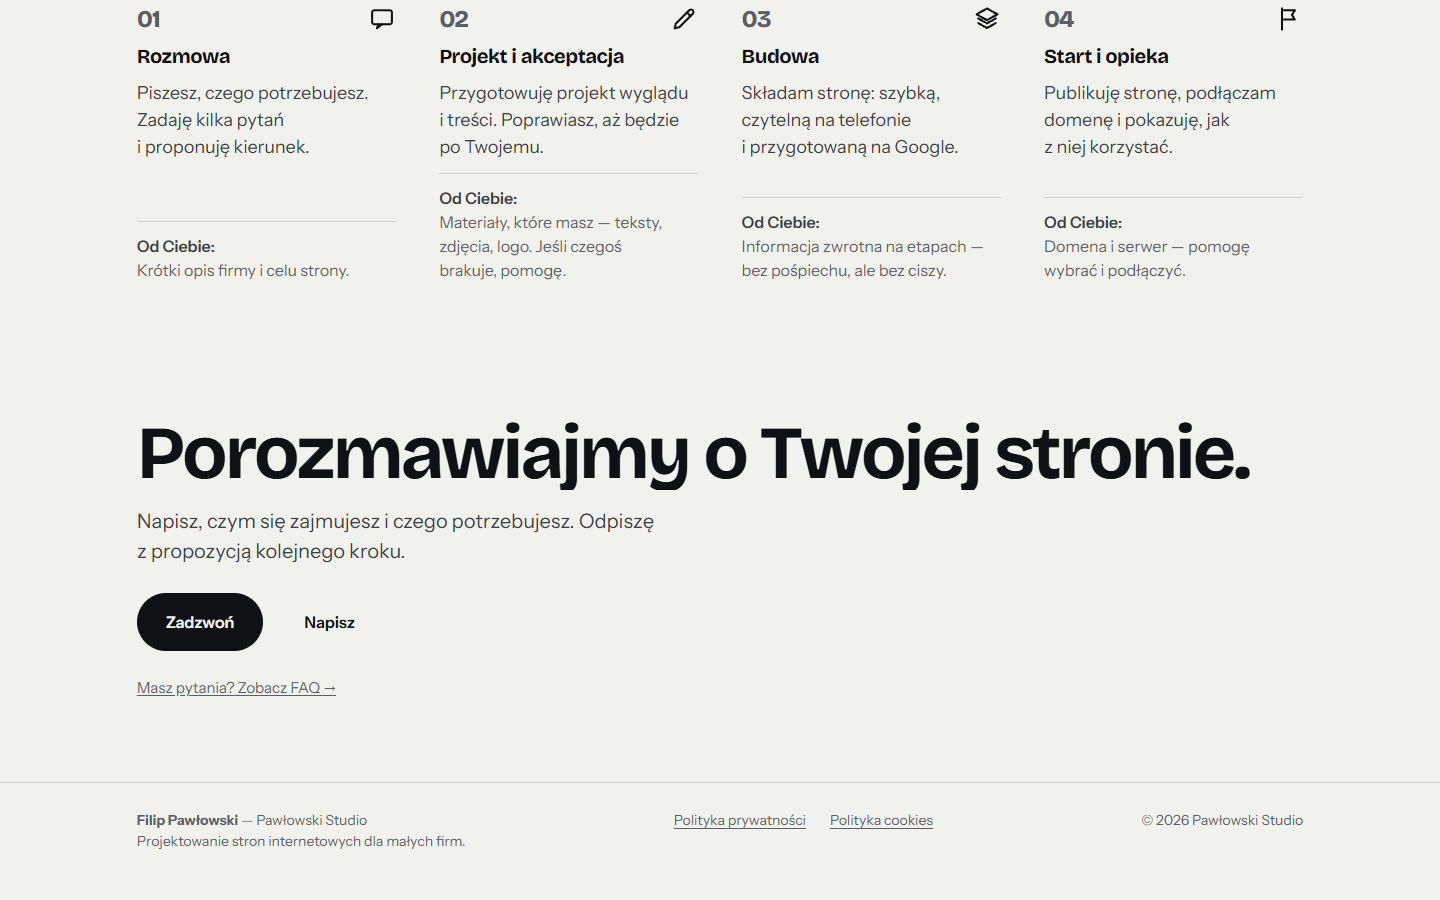 01
Rozmowa
Piszesz, czego potrzebujesz.
Zadaję kilka pytań
i proponuję kierunek.
Od Ciebie:
Krótki opis firmy i celu strony.
02
Projekt i akceptacja
Przygotowuję projekt wyglądu
i treści. Poprawiasz, aż będzie
po Twojemu.
Od Ciebie:
Materiały, które masz — teksty,
zdjęcia, logo. Jeśli czegoś
brakuje, pomogę.
03
Budowa
Składam stronę: szybką,
czytelną na telefonie
i przygotowaną na Google.
Od Ciebie:
Informacja zwrotna na etapach —
bez pośpiechu, ale bez ciszy.
04
Start i opieka
Publikuję stronę, podłączam
domenę i pokazuję, jak
z niej korzystać.
Od Ciebie:
Domena i serwer — pomogę
wybrać i podłączyć.
Porozmawiajmy o Twojej stronie.
Napisz, czym się zajmujesz i czego potrzebujesz. Odpiszę
z propozycją kolejnego kroku.
Zadzwoń
Napisz
Masz pytania? Zobacz FAQ →
Filip Pawłowski — Pawłowski Studio
Projektowanie stron internetowych dla małych firm.
Polityka prywatności
Polityka cookies
© 2026 Pawłowski Studio